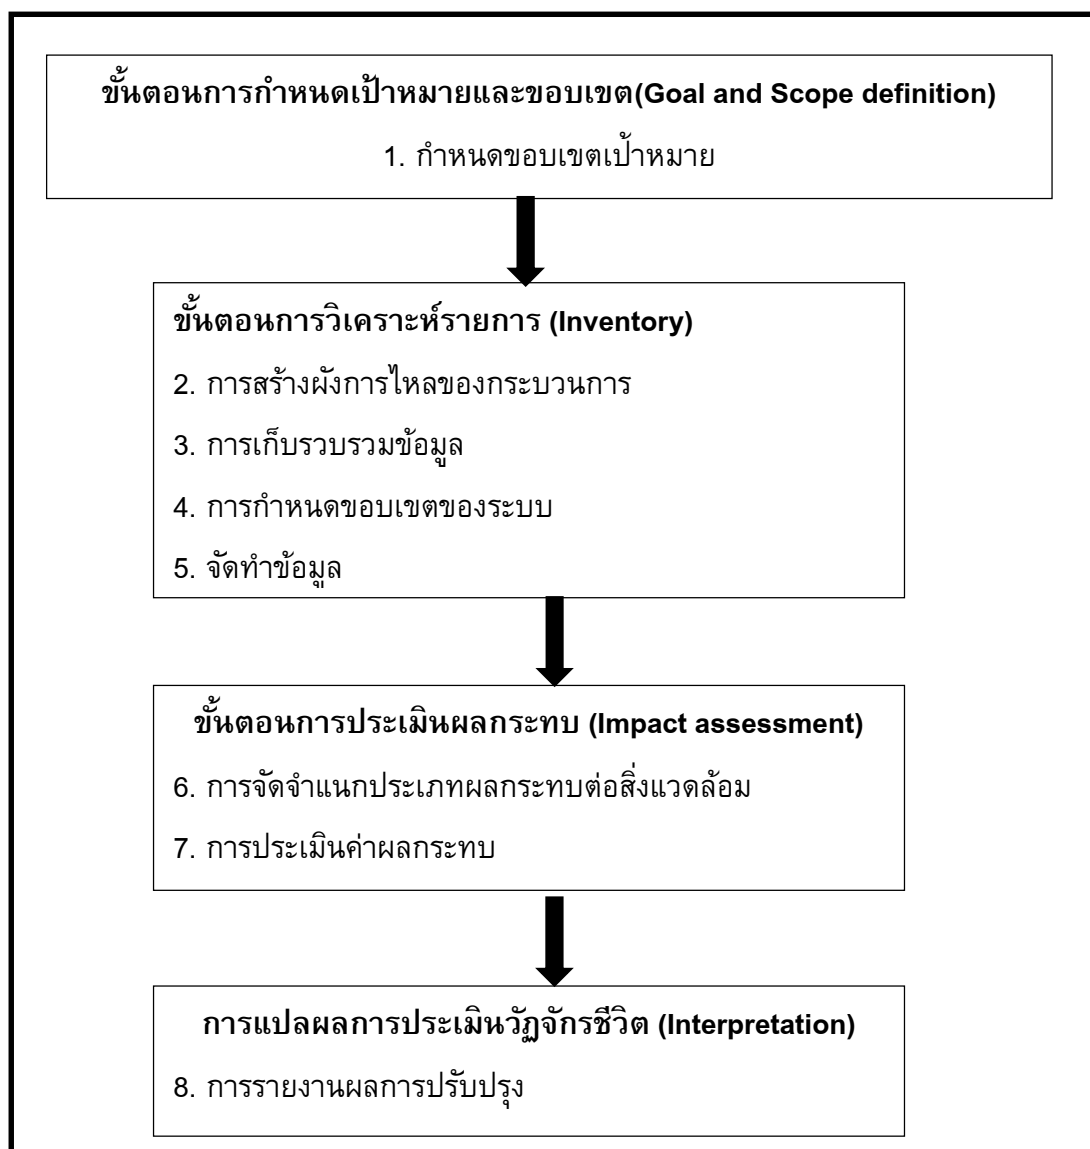 ขั้นตอนการกำหนดเป้าหมายและขอบเขต(Goal and Scope definition)
1. กำหนดขอบเขตเป้าหมาย
ขั้นตอนการวิเคราะห์รายการ (Inventory)
2. การสร้างผังการไหลของกระบวนการ
3. การเก็บรวบรวมข้อมูล
4. การกำหนดขอบเขตของระบบ
5. จัดทำข้อมูล
ขั้นตอนการประเมินผลกระทบ (Impact assessment)
6. การจัดจำแนกประเภทผลกระทบต่อสิ่งแวดล้อม
7. การประเมินค่าผลกระทบ
การแปลผลการประเมินวัฏจักรชีวิต (Interpretation)
8. การรายงานผลการปรับปรุง